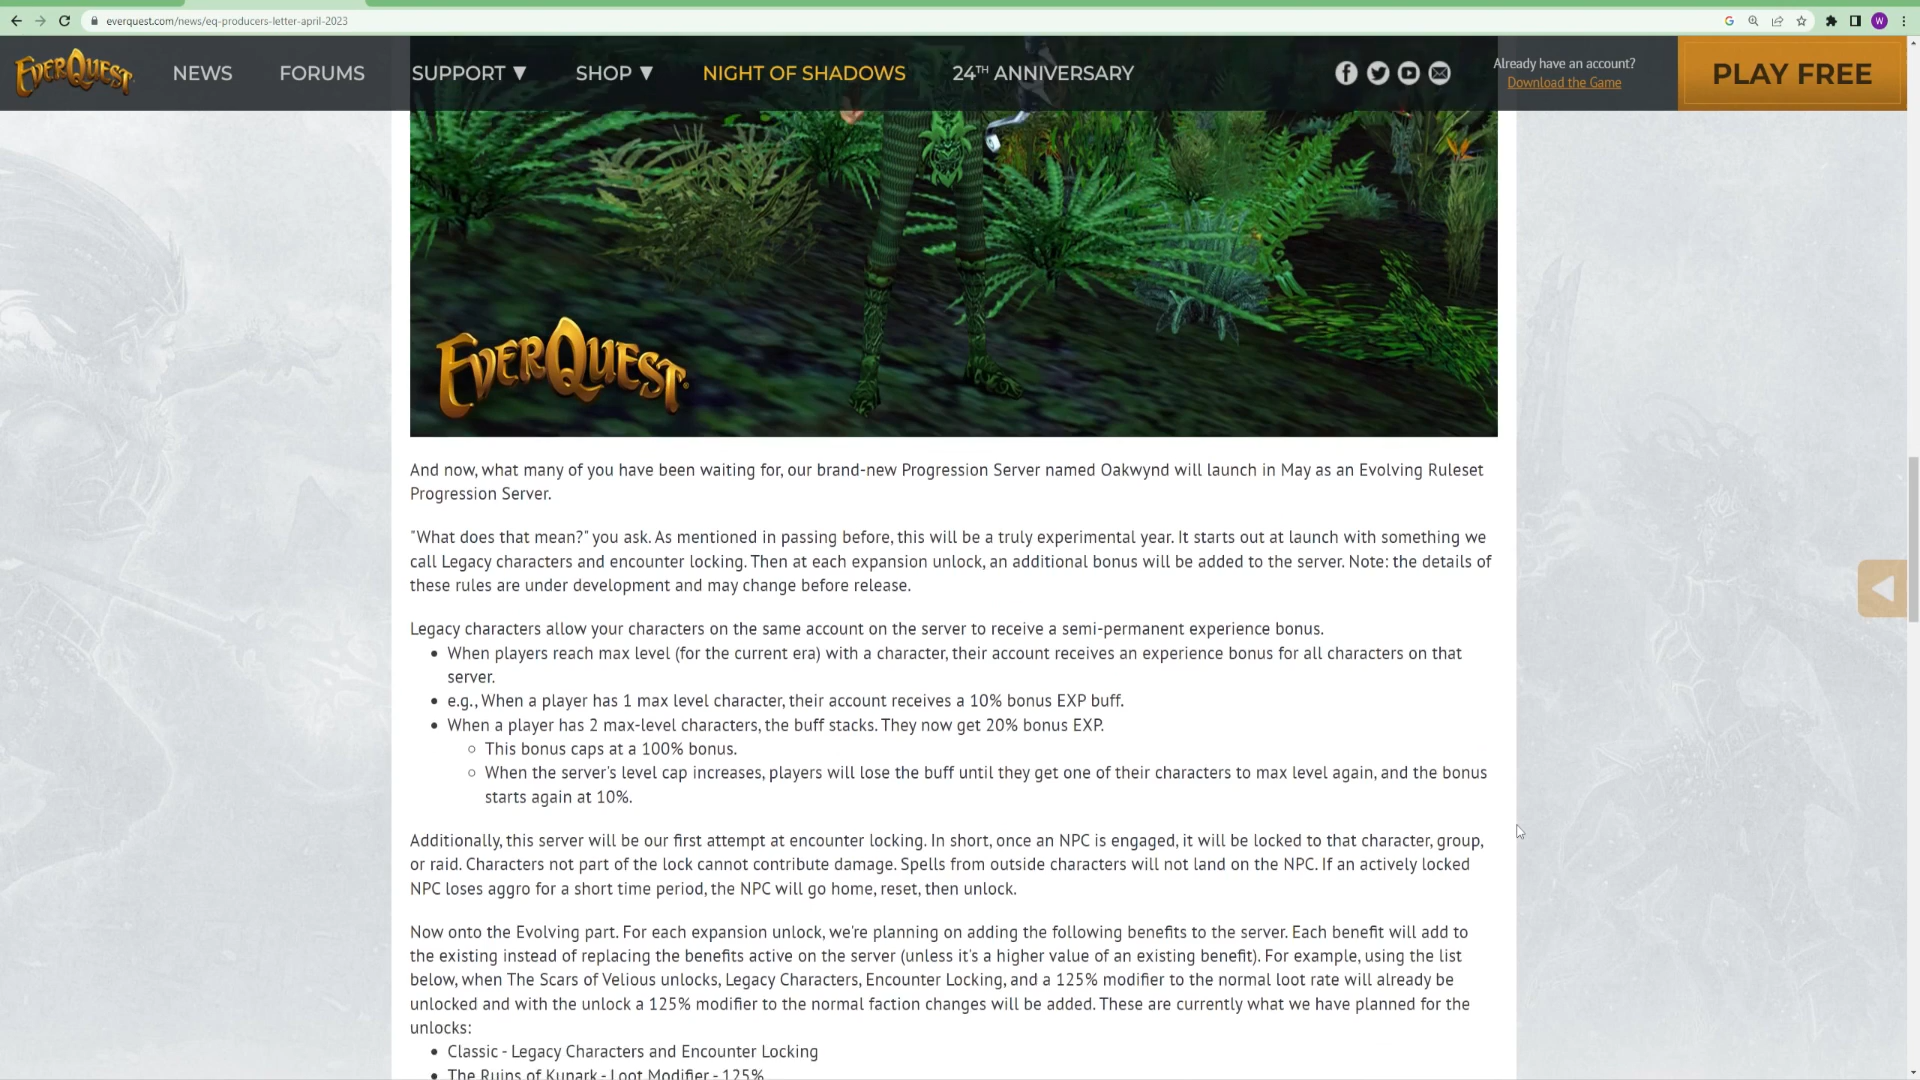 everquest.com/news/eq-producers-letter-april-2023
W
EVERQUEST
NEWS
FORUMS
SUPPORT ▼
SHOP ▼
NIGHT OF SHADOWS
24TH ANNIVERSARY
Already have an account?
Download the Game
PLAY FREE
EVERQUEST®
And now, what many of you have been waiting for, our brand-new Progression Server named Oakwynd will launch in May as an Evolving Ruleset
Progression Server.
"What does that mean?" you ask. As mentioned in passing before, this will be a truly experimental year. It starts out at launch with something we
call Legacy characters and encounter locking. Then at each expansion unlock, an additional bonus will be added to the server. Note: the details of
these rules are under development and may change before release.
Legacy characters allow your characters on the same account on the server to receive a semi-permanent experience bonus.
• When players reach max level (for the current era) with a character, their account receives an experience bonus for all characters on that
server.
• e.g., When a player has 1 max level character, their account receives a 10% bonus EXP buff.
• When a player has 2 max-level characters, the buff stacks. They now get 20% bonus EXP.
○ This bonus caps at a 100% bonus.
○ When the server's level cap increases, players will lose the buff until they get one of their characters to max level again, and the bonus
starts again at 10%.
Additionally, this server will be our first attempt at encounter locking. In short, once an NPC is engaged, it will be locked to that character, group,
or raid. Characters not part of the lock cannot contribute damage. Spells from outside characters will not land on the NPC. If an actively locked
NPC loses aggro for a short time period, the NPC will go home, reset, then unlock.
Now onto the Evolving part. For each expansion unlock, we're planning on adding the following benefits to the server. Each benefit will add to
the existing instead of replacing the benefits active on the server (unless it's a higher value of an existing benefit). For example, using the list
below, when The Scars of Velious unlocks, Legacy Characters, Encounter Locking, and a 125% modifier to the normal loot rate will already be
unlocked and with the unlock a 125% modifier to the normal faction changes will be added. These are currently what we have planned for the
unlocks:
• Classic - Legacy Characters and Encounter Locking
• The Ruins of Kunark - Loot Modifier - 125%